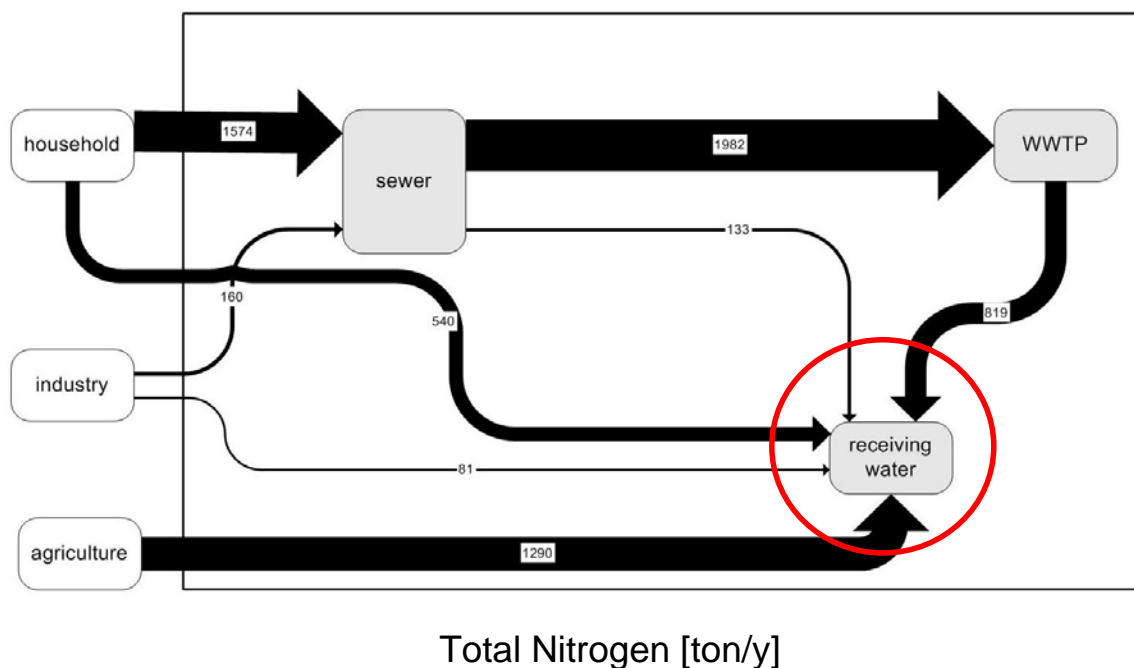 household
1574
sewer
1982
WWTP
133
160
540
819
industry
receiving
water
81
agriculture
1290
Total Nitrogen [ton/y]